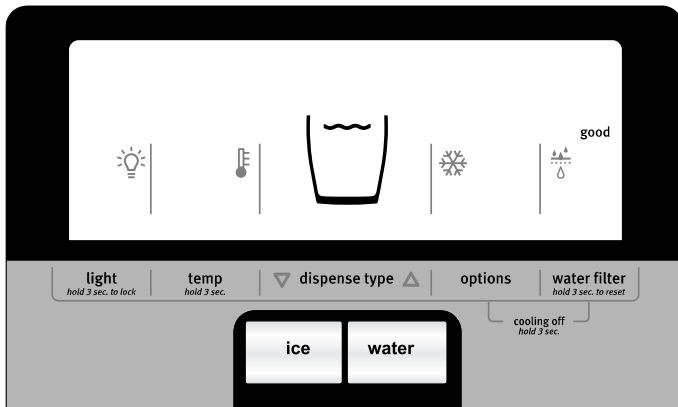 good
light
hold 3 sec. to lock
temp
hold 3 sec.
dispense type
options
water filter
hold 3 sec. to reset
cooling off
hold 3 sec.
ice
water